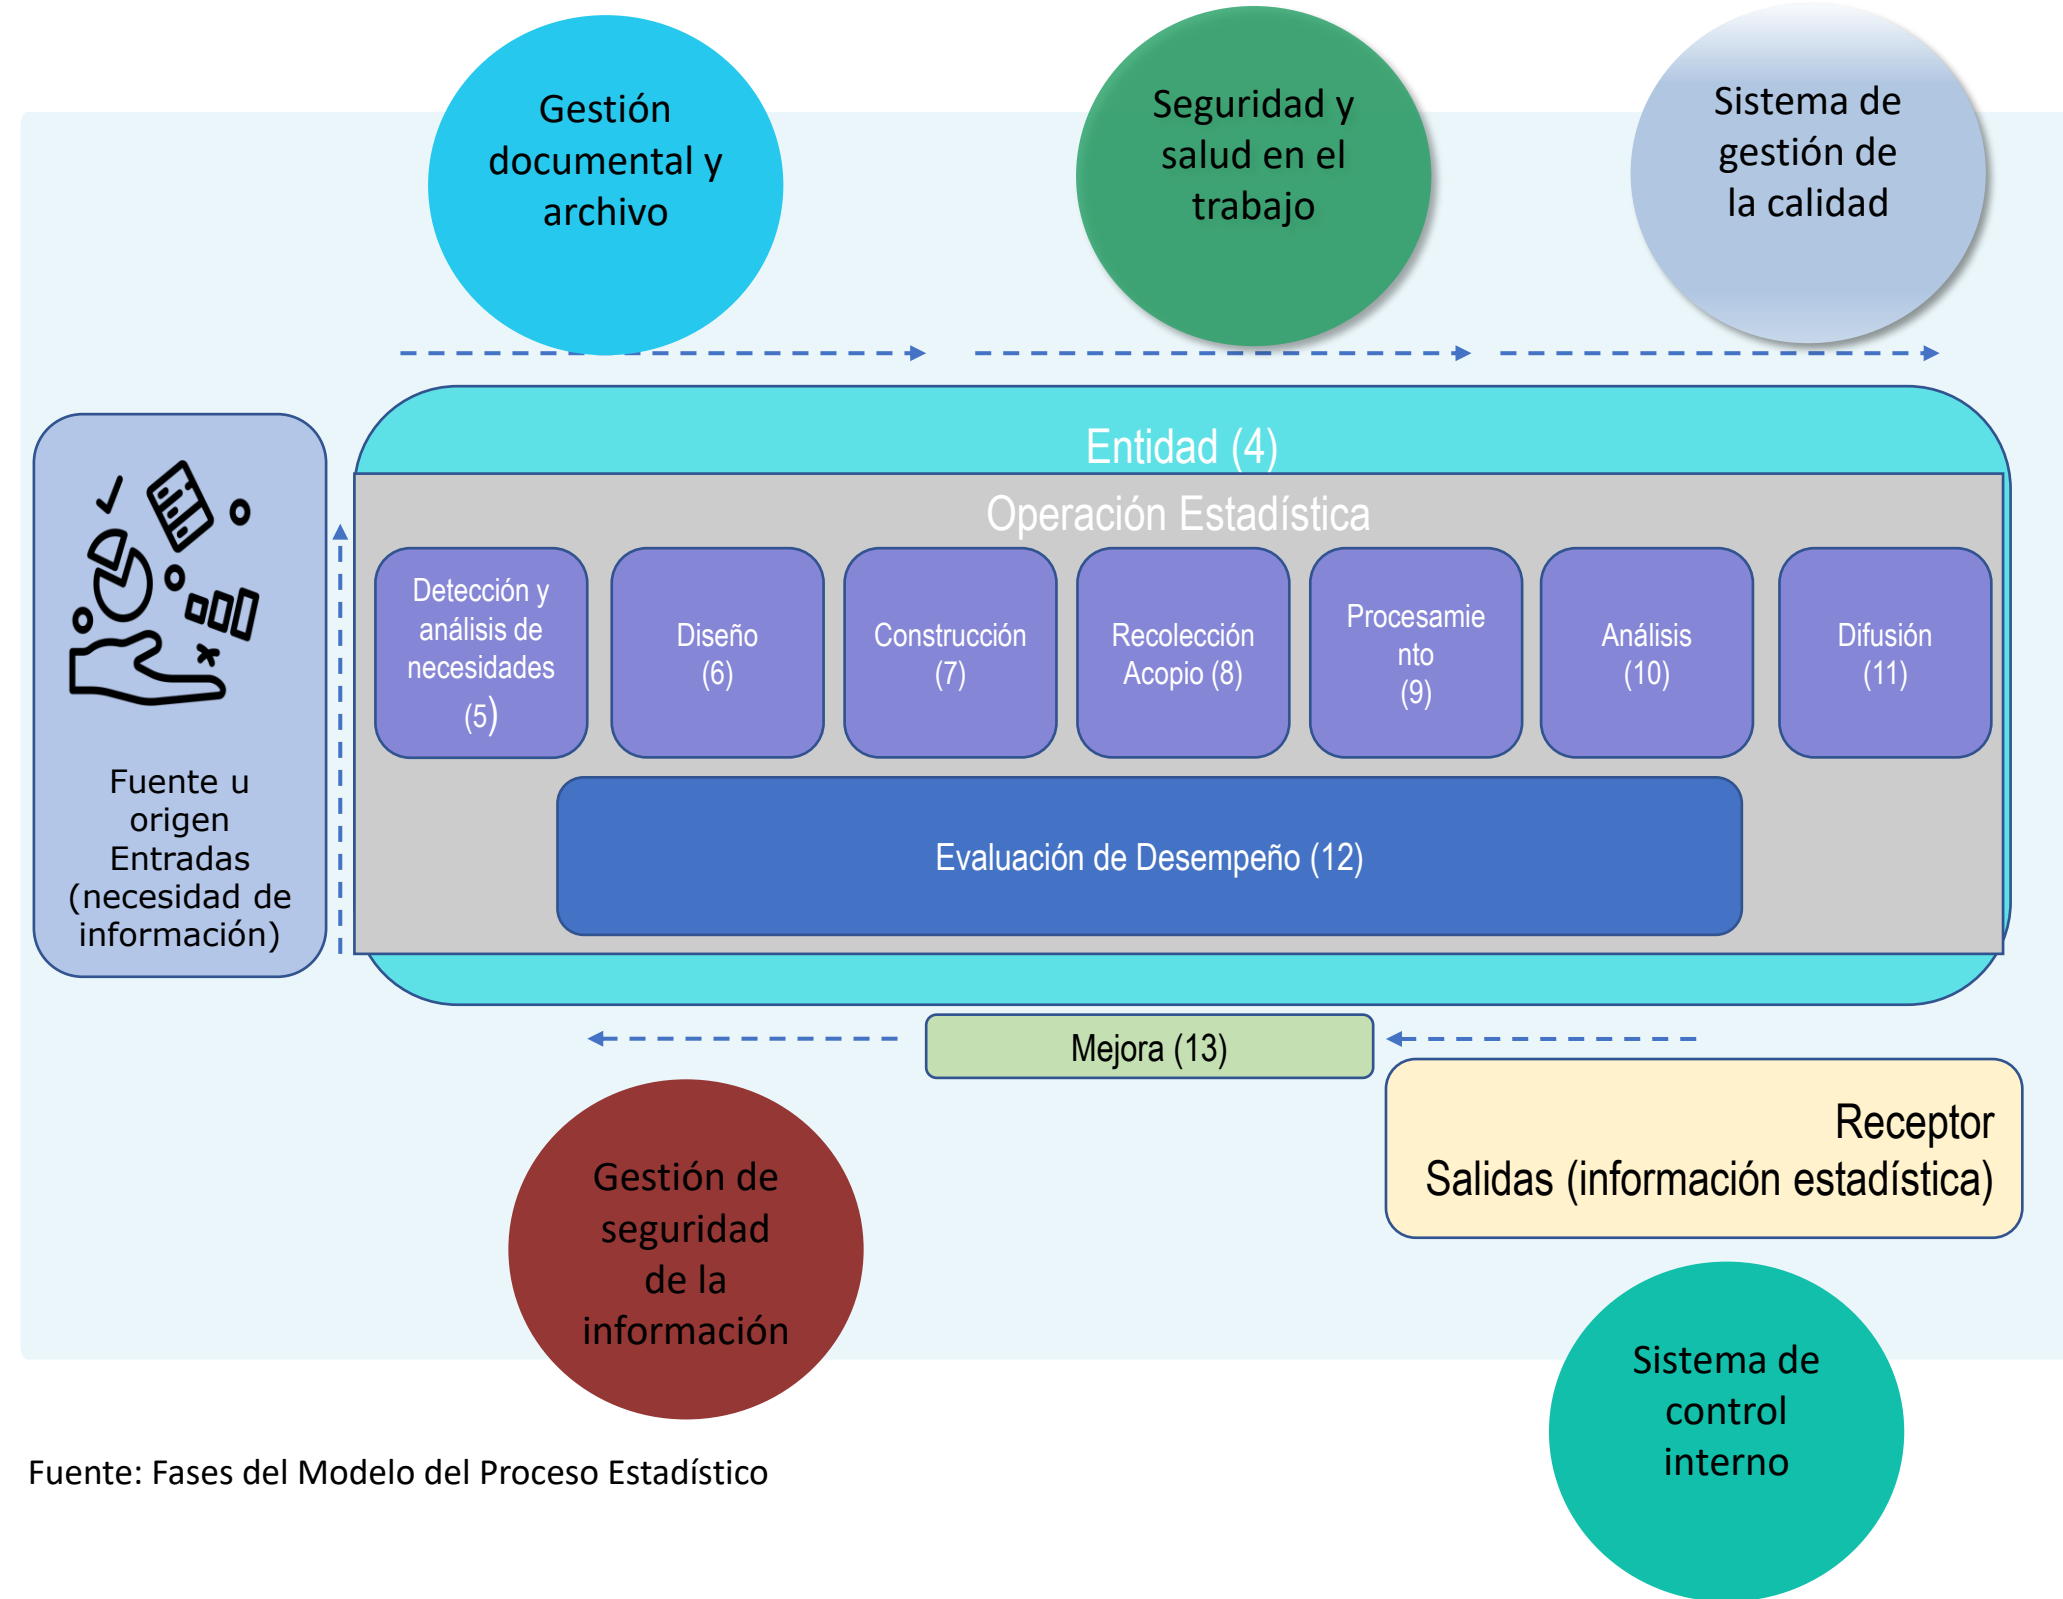 Gestión
documental y
archivo
Seguridad y
salud en el
trabajo
Sistema de
gestión de
la calidad
Entidad (4)
Operación Estadística
Detección y
análisis de
necesidades
(5)
Diseño
(6)
Construcción
(7)
Recolección
Acopio (8)
Procesamie
nto
(9)
Análisis
(10)
Difusión
(11)
Fuente u
origen
Entradas
(necesidad de
información)
Evaluación de Desempeño (12)
Mejora (13)
Receptor
Salidas (información estadística)
Gestión de
seguridad
de la
información
Sistema de
control
interno
Fuente: Fases del Modelo del Proceso Estadístico